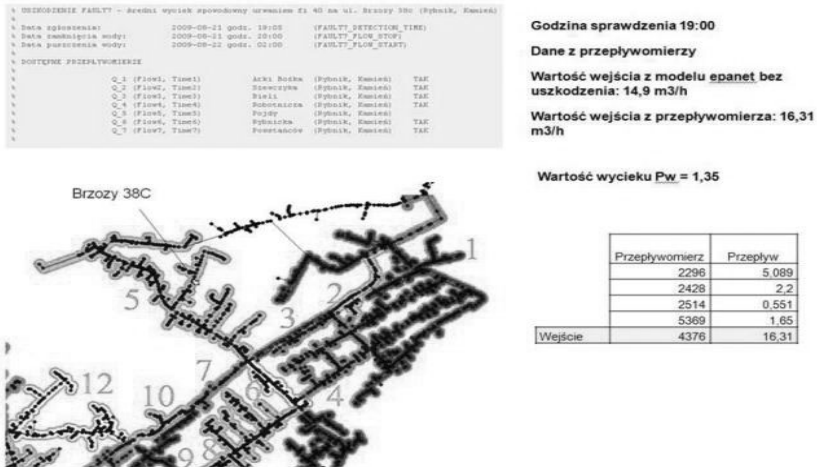 % USZKODZENIE FAULT7 - średni wyciek spowodowny urwaniem fi 40 na ul. Brzozy 38c (Rybnik, Kamień)
%
% Data zgłoszenia: 2009-08-21 godz. 19:05 (FAULT7_DETECTION_TIME)
% Data zamknięcia wody: 2009-08-21 godz. 20:00 (FAULT7_FLOW_STOP)
% Data puszczenia wody: 2009-08-22 godz. 02:00 (FAULT7_FLOW_START)
%
% DOSTĘPNE PRZEPŁYWOMIERZE
%
% Q_1 (Flow1, Time1) Arki Bożka (Rybnik, Kamień) TAK
% Q_2 (Flow2, Time2) Szewczyka (Rybnik, Kamień) TAK
% Q_3 (Flow3, Time3) Bieli (Rybnik, Kamień) TAK
% Q_4 (Flow4, Time4) Robotnicza (Rybnik, Kamień) TAK
% Q_5 (Flow5, Time5) Pojdy (Rybnik, Kamień)
% Q_6 (Flow6, Time6) Rybnicka (Rybnik, Kamień) TAK
% Q_7 (Flow7, Time7) Powstańców (Rybnik, Kamień) TAK
%
Godzina sprawdzenia 19:00
Dane z przepływomierzy
Wartość wejścia z modelu epanet bez
uszkodzenia: 14,9 m3/h
Wartość wejścia z przepływomierza: 16,31
m3/h
Wartość wycieku Pw = 1,35
Brzozy 38C
1
2
3
5
4
7
6
12
10
8
9
Przepływomierz Przepływ
2296 5,089
2428 2,2
2514 0,551
5369 1,65
Wejście 4376 16,31